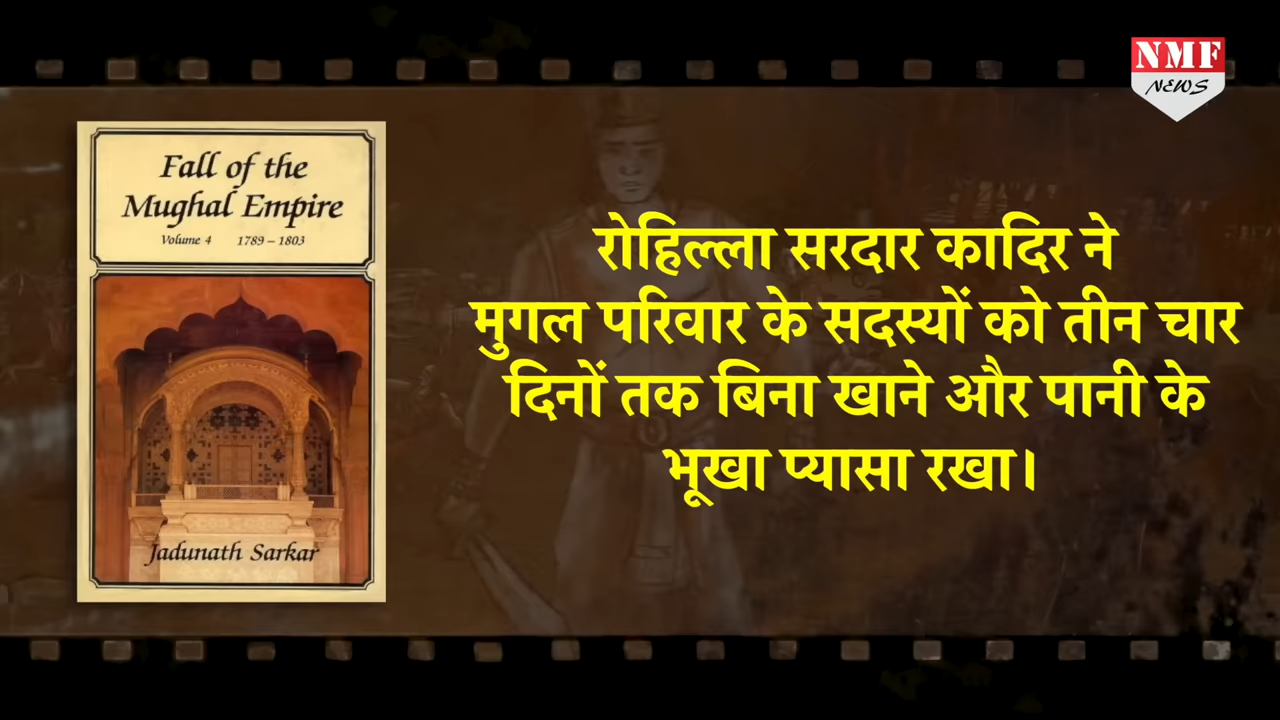 NMF
NEWS
Fall of the
Mughal Empire
Volume 4 1789 – 1803
Jadunath Sarkar
रोहिल्ला सरदार कादिर ने
मुगल परिवार के सदस्यों को तीन चार
दिनों तक बिना खाने और पानी के
भूखा प्यासा रखा।